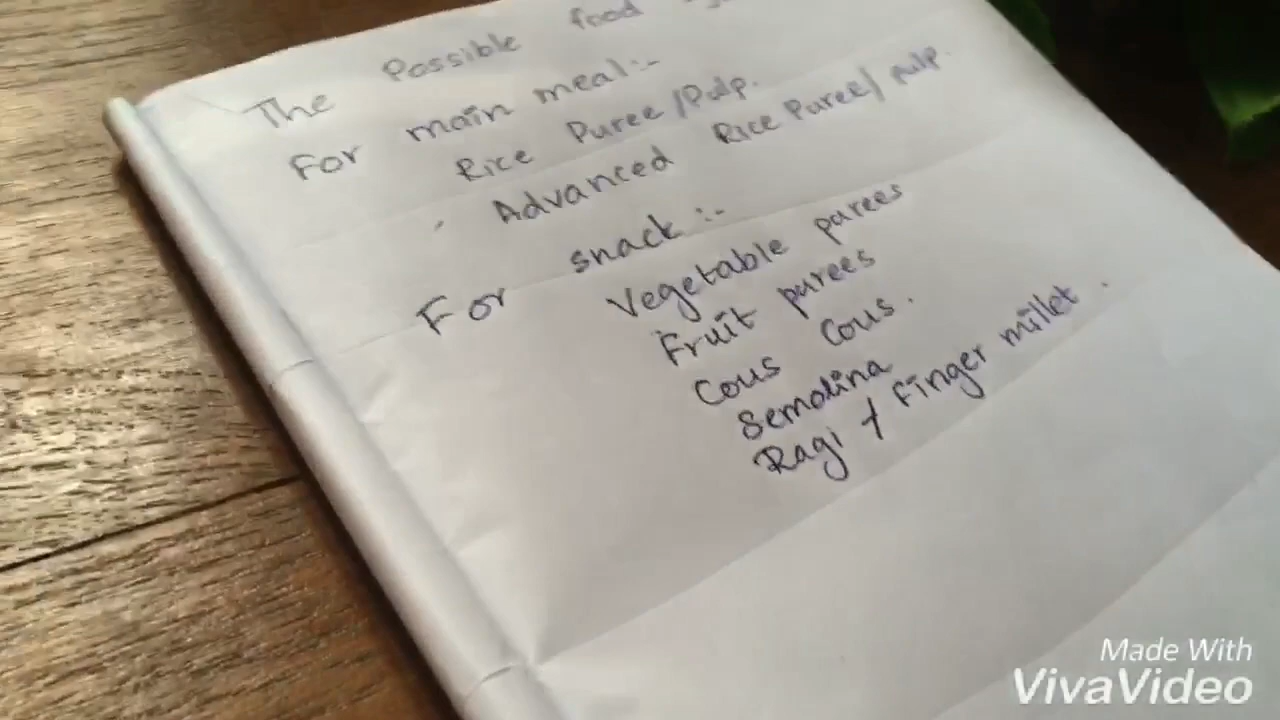 The Possible food
For main meal:-
Rice Puree/Pulp.
Advanced Rice Puree/pulp.
For snack:-
Vegetable purees
Fruit purees
Cous Cous.
Semolina
Ragi / finger millet.
Made With
VivaVideo